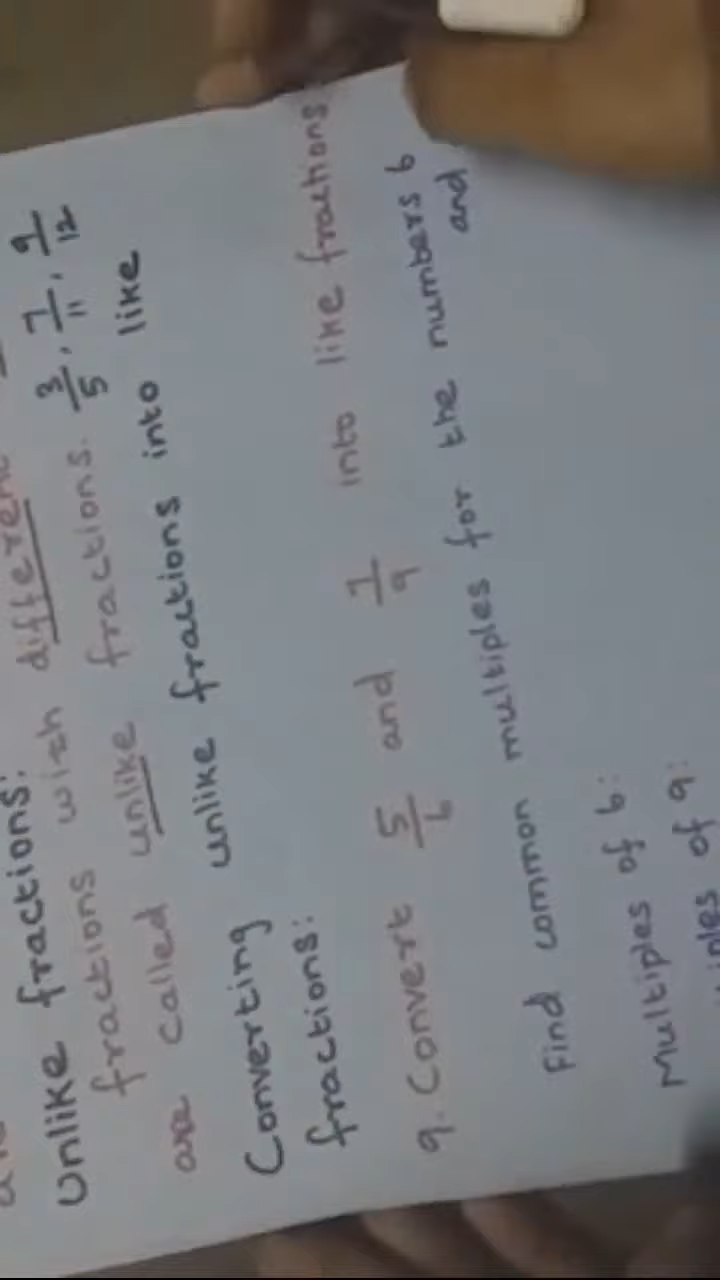 Unlike fractions:
fractions with different
are called unlike fractions. 3/5, 7/11, 9/12
Converting unlike fractions into like
fractions:
q. Convert 5/6 and 7/9 into like fractions
Find common multiples for the numbers 6
and
Multiples of 6:
of 9: